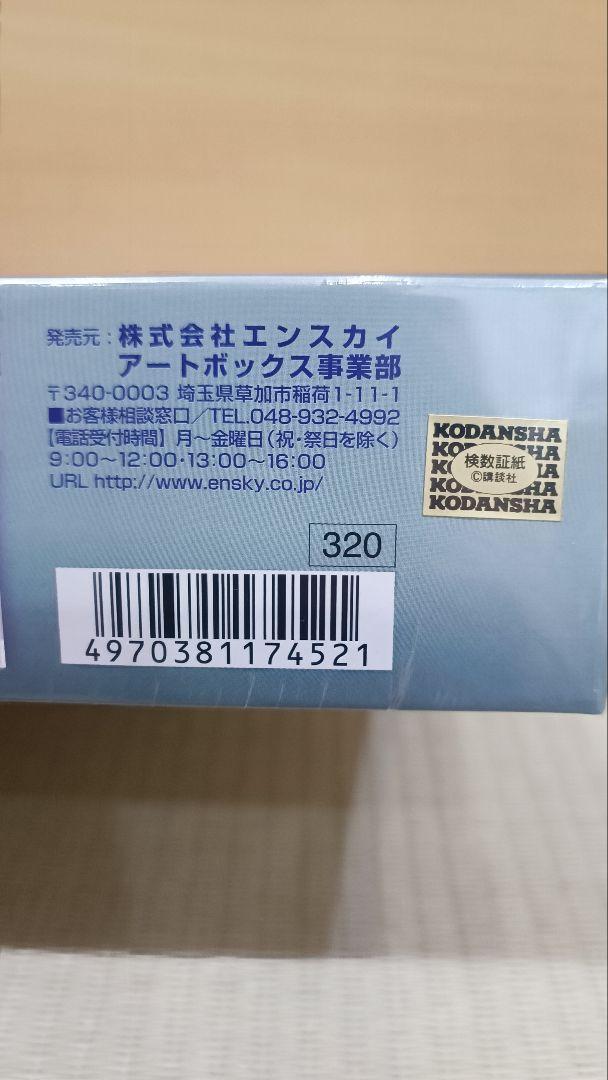 発売元：株式会社エンスカイ
アートボックス事業部
〒340-0003 埼玉県草加市稲荷1-11-1
■お客様相談窓口／TEL.048-932-4992
【電話受付時間】月〜金曜日(祝・祭日を除く)
9:00〜12:00・13:00〜16:00
URL http://www.ensky.co.jp/
KODANSHA
KODANSHA
検数証紙
©講談社
KODANSHA
KODANSHA
320
4970381174521